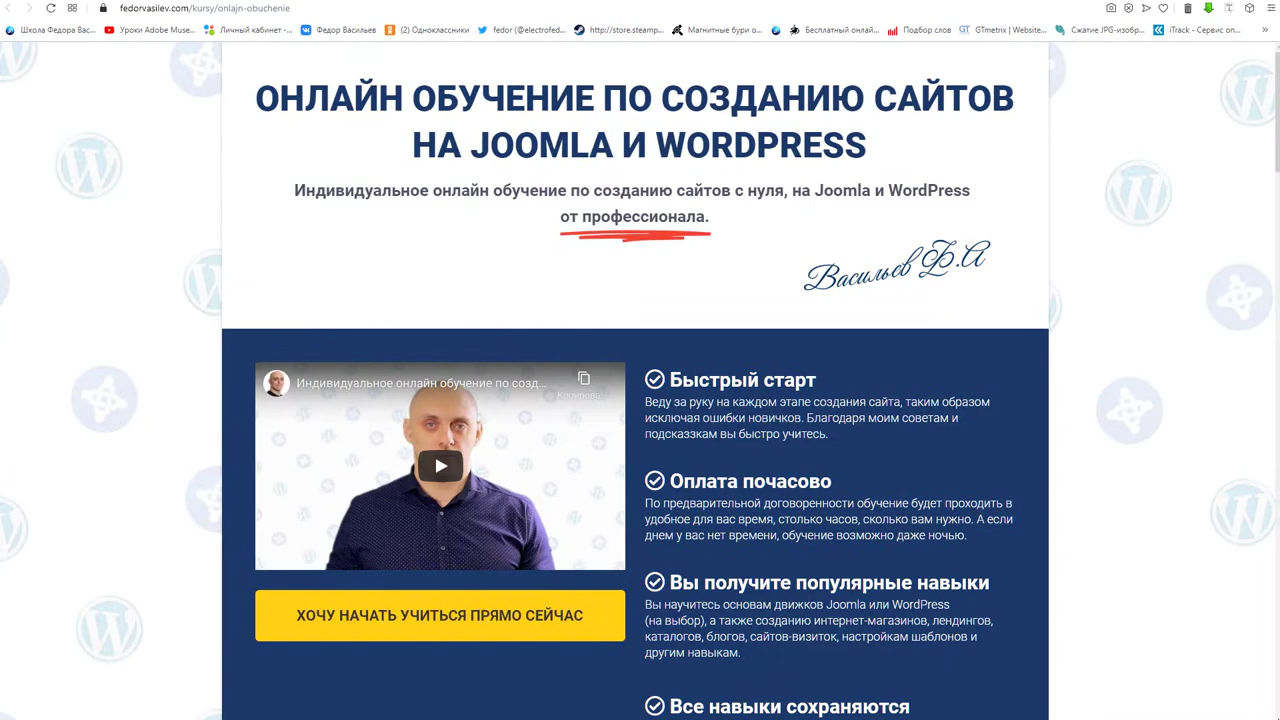 fedorvasilev.com/kursy/onlajn-obuchenie
Школа Федора Вас...
Уроки Adobe Muse...
Личный кабинет -...
Федор Васильев
(2) Одноклассники
fedor (@electrofed...
http://store.steamp...
Магнитные бури о...
Бесплатный онлай...
Подбор слов
GTmetrix | Website...
Сжатие JPG-изобр...
iTrack - Сервис оп...
ОНЛАЙН ОБУЧЕНИЕ ПО СОЗДАНИЮ САЙТОВ
НА JOOMLA И WORDPRESS
Индивидуальное онлайн обучение по созданию сайтов с нуля, на Joomla и WordPress
от профессионала.
Васильев Ф.А
Индивидуальное онлайн обучение по созд...
Копирова...
ХОЧУ НАЧАТЬ УЧИТЬСЯ ПРЯМО СЕЙЧАС
Быстрый старт
Веду за руку на каждом этапе создания сайта, таким образом
исключая ошибки новичков. Благодаря моим советам и
подсказзкам вы быстро учитесь.
Оплата почасово
По предварительной договоренности обучение будет проходить в
удобное для вас время, столько часов, сколько вам нужно. А если
днем у вас нет времени, обучение возможно даже ночью.
Вы получите популярные навыки
Вы научитесь основам движков Joomla или WordPress
(на выбор), а также созданию интернет-магазинов, лендингов,
каталогов, блогов, сайтов-визиток, настройкам шаблонов и
другим навыкам.
Все навыки сохраняются